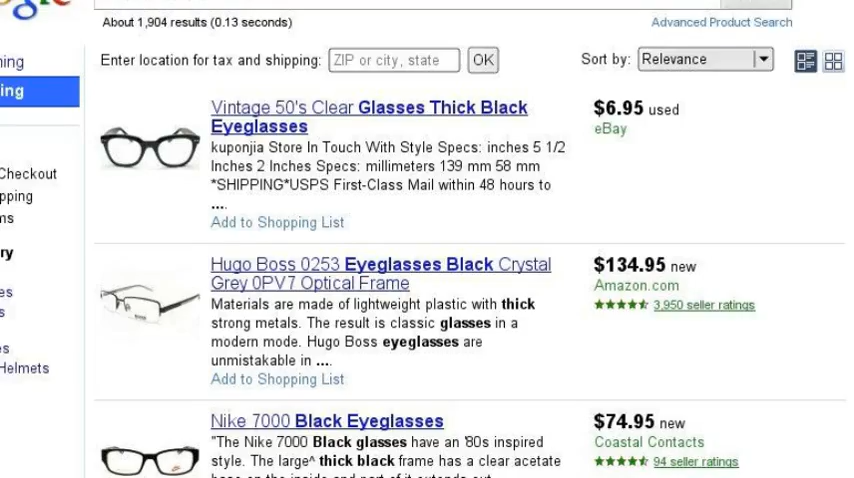 About 1,904 results (0.13 seconds)
Advanced Product Search
Enter location for tax and shipping: ZIP or city, state OK
Sort by: Relevance
Vintage 50's Clear Glasses Thick Black
Eyeglasses
kuponjia Store In Touch With Style Specs: inches 5 1/2
Inches 2 Inches Specs: millimeters 139 mm 58 mm
*SHIPPING*USPS First-Class Mail within 48 hours to
....
Add to Shopping List
$6.95 used
eBay
Hugo Boss 0253 Eyeglasses Black Crystal
Grey 0PV7 Optical Frame
Materials are made of lightweight plastic with thick
strong metals. The result is classic glasses in a
modern mode. Hugo Boss eyeglasses are
unmistakable in ....
Add to Shopping List
$134.95 new
Amazon.com
3,950 seller ratings
Nike 7000 Black Eyeglasses
"The Nike 7000 Black glasses have an '80s inspired
style. The large^ thick black frame has a clear acetate
$74.95 new
Coastal Contacts
94 seller ratings
ing
Checkout
Helmets